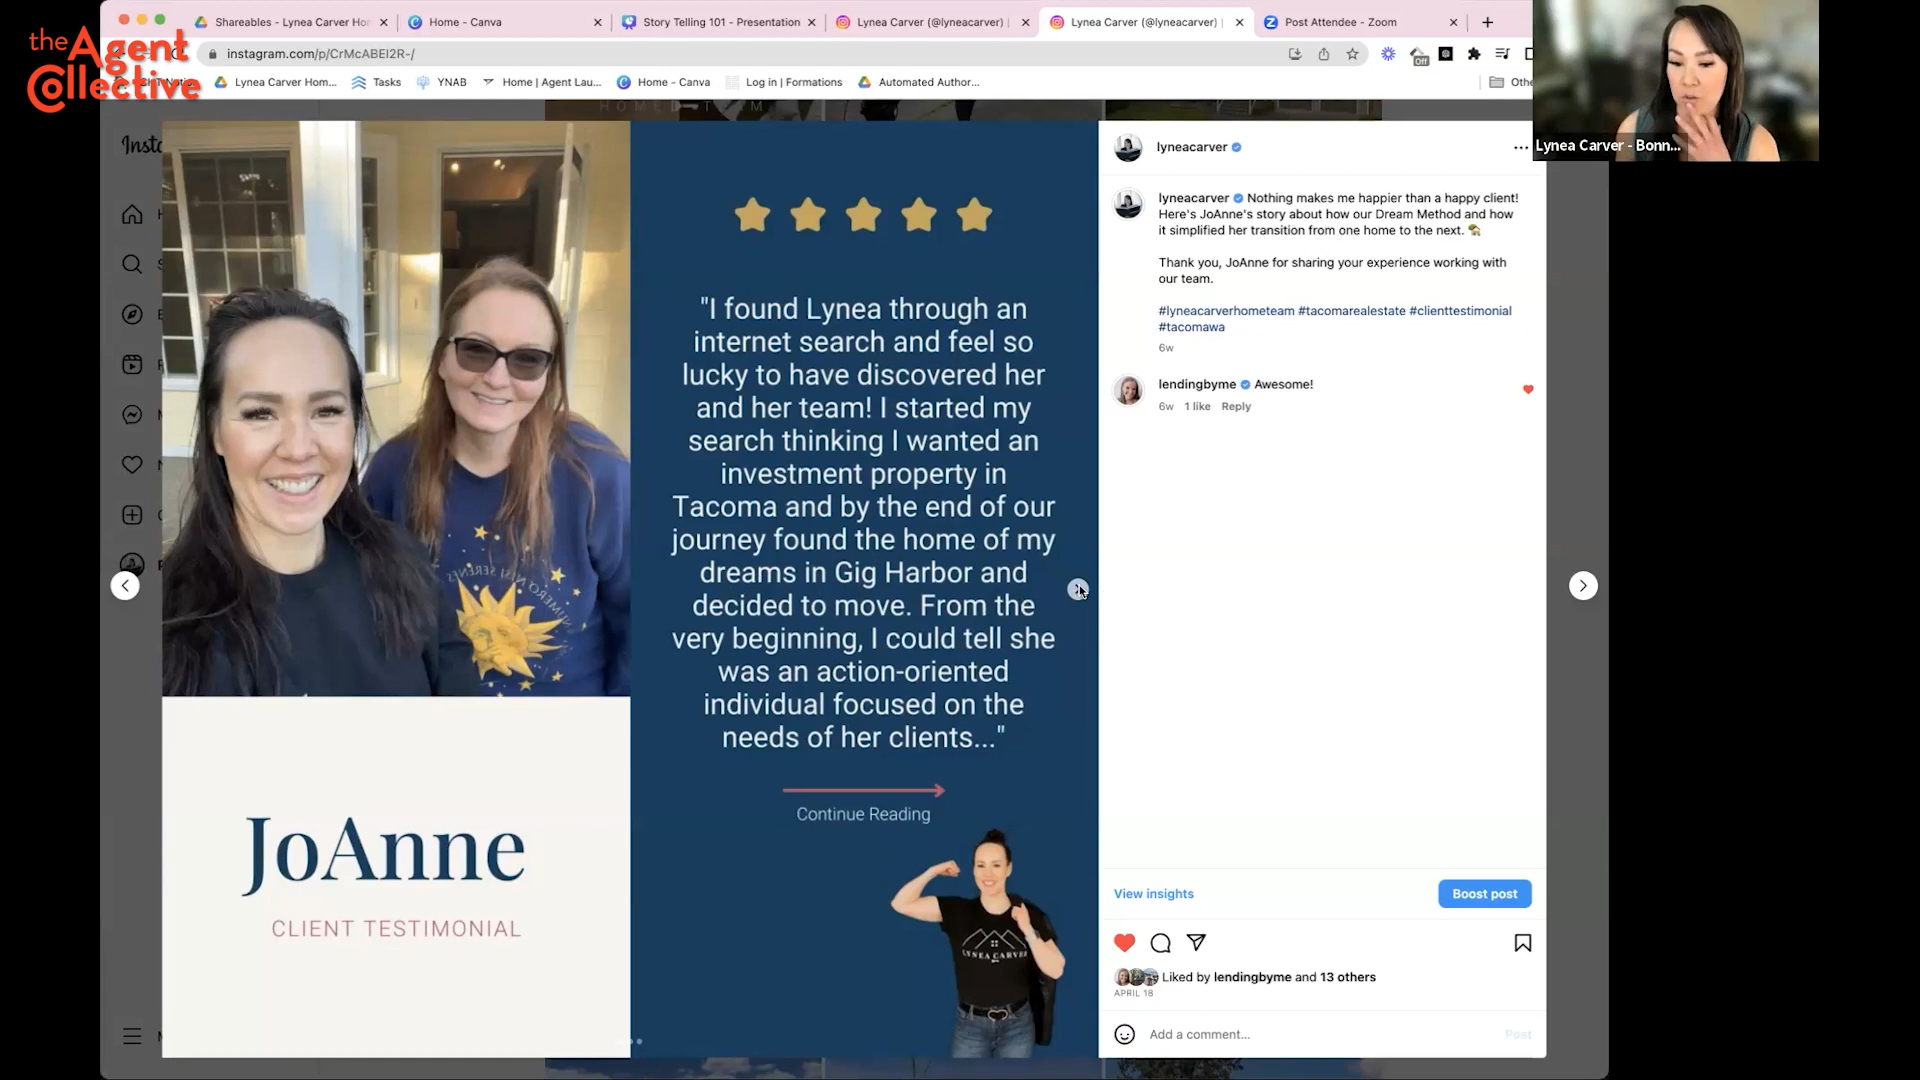 the Agent Collective
Shareables - Lynea Carver Ho
Home - Canva
Story Telling 101 - Presentation
Lynea Carver (@lyneacarver)
Lynea Carver (@lyneacarver)
Post Attendee - Zoom
instagram.com/p/CrMcABEI2R-/
Lynea Carver Hom...
Tasks
YNAB
Home | Agent Lau...
Home - Canva
Log in | Formations
Automated Author...
Othe
Off
Lynea Carver - Bonn...
HOME TEAM
Insta
lyneacarver
"I found Lynea through an
internet search and feel so
lucky to have discovered her
and her team! I started my
search thinking I wanted an
investment property in
Tacoma and by the end of our
journey found the home of my
dreams in Gig Harbor and
decided to move. From the
very beginning, I could tell she
was an action-oriented
individual focused on the
needs of her clients..."
Continue Reading
LYNEA CARVER
JoAnne
CLIENT TESTIMONIAL
lyneacarver Nothing makes me happier than a happy client!
Here's JoAnne's story about how our Dream Method and how
it simplified her transition from one home to the next. 🏡
Thank you, JoAnne for sharing your experience working with
our team.
#lyneacarverhometeam #tacomarealestate #clienttestimonial
#tacomawa
6w
lendingbyme Awesome!
6w 1 like Reply
View insights
Boost post
Liked by lendingbyme and 13 others
APRIL 18
Add a comment...
Post